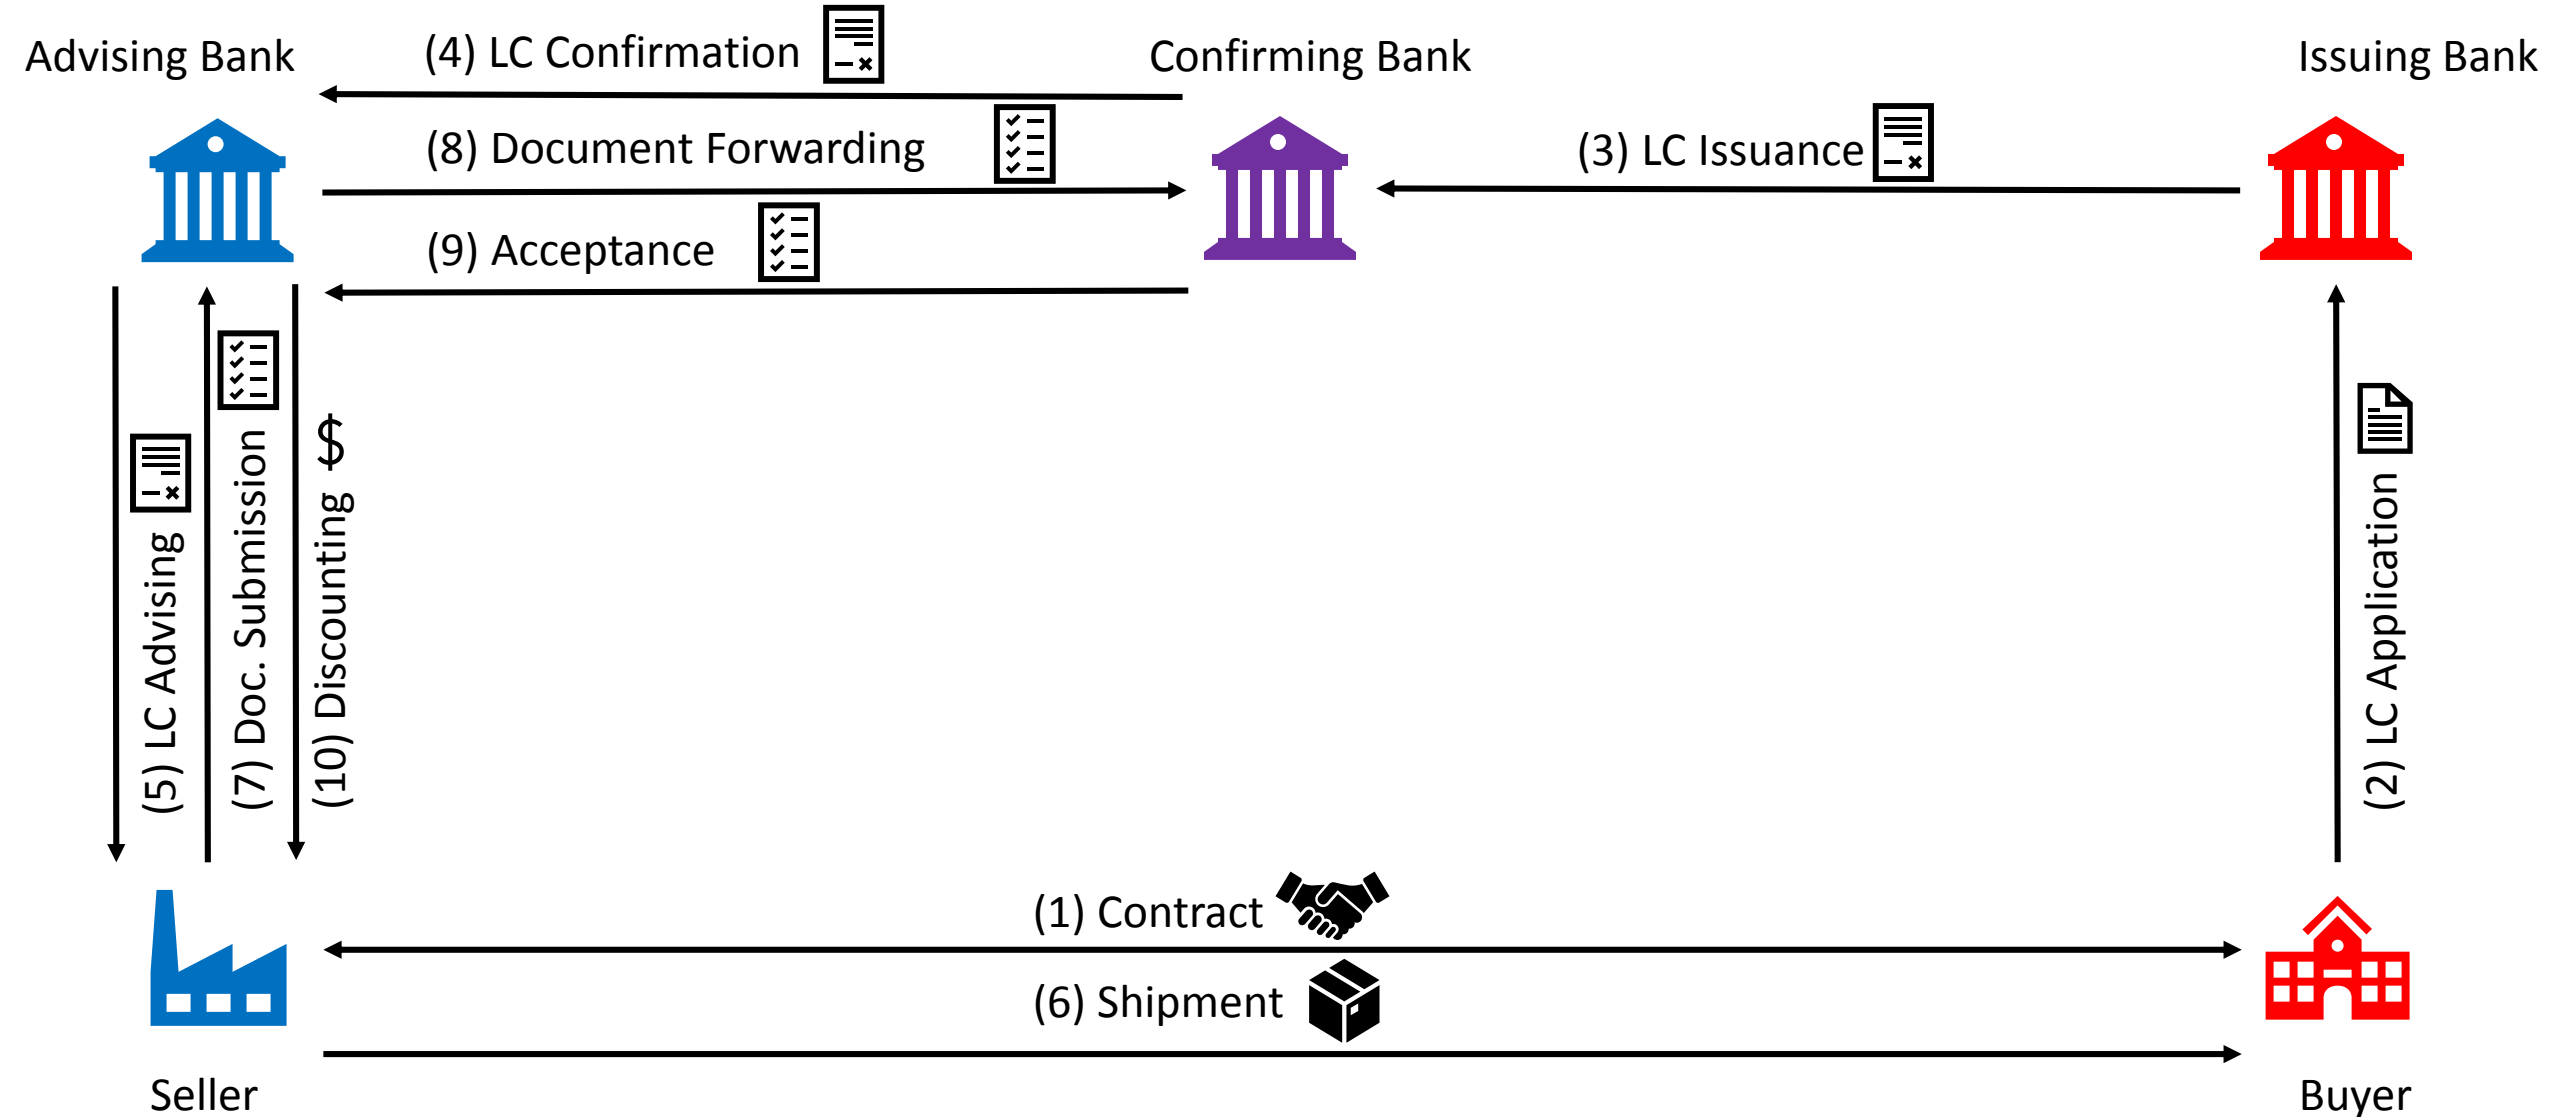 Advising Bank
(4) LC Confirmation
Confirming Bank
Issuing Bank
(8) Document Forwarding
(3) LC Issuance
(9) Acceptance
(5) LC Advising
(7) Doc. Submission
(10) Discounting $
(2) LC Application
(1) Contract
(6) Shipment
Seller
Buyer